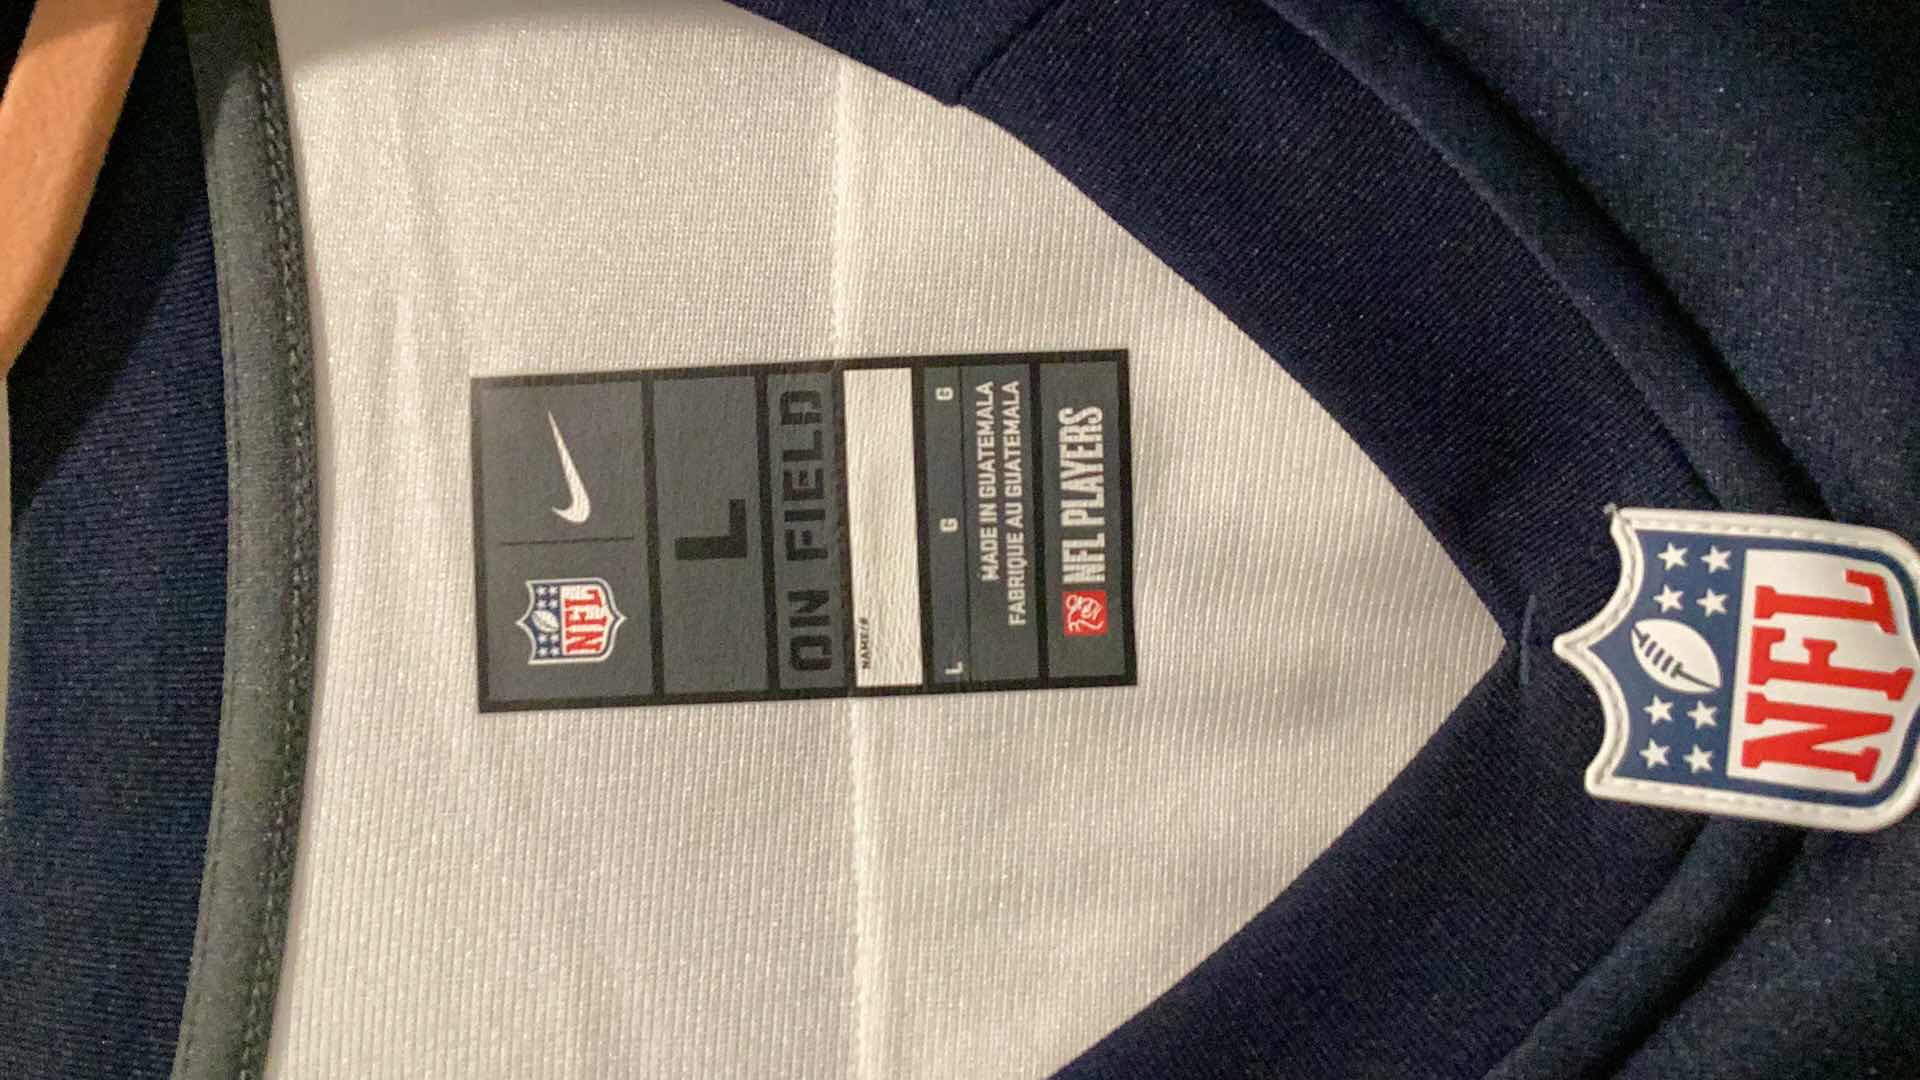 NFL
L
ON FIELD
NAME/#
L G G
MADE IN GUATEMALA
FABRIQUE AU GUATEMALA
NFL PLAYERS
NFL